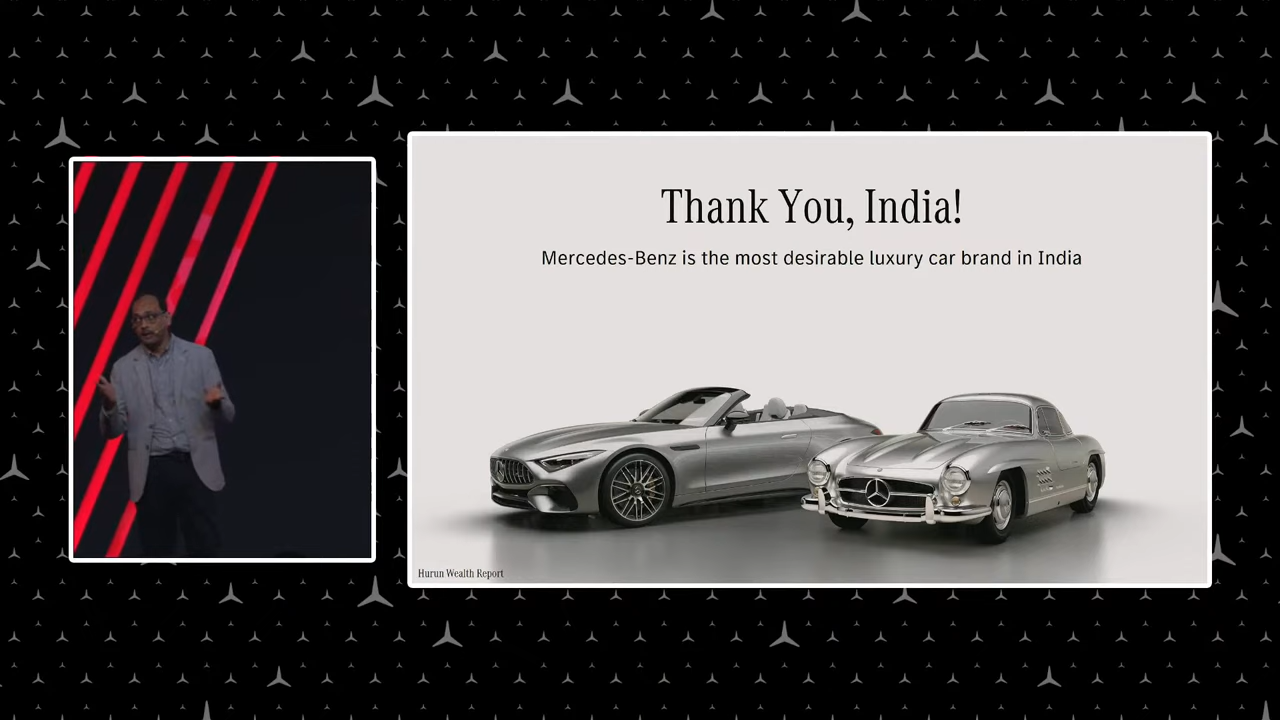 Thank You, India!
Mercedes-Benz is the most desirable luxury car brand in India
Hurun Wealth Report